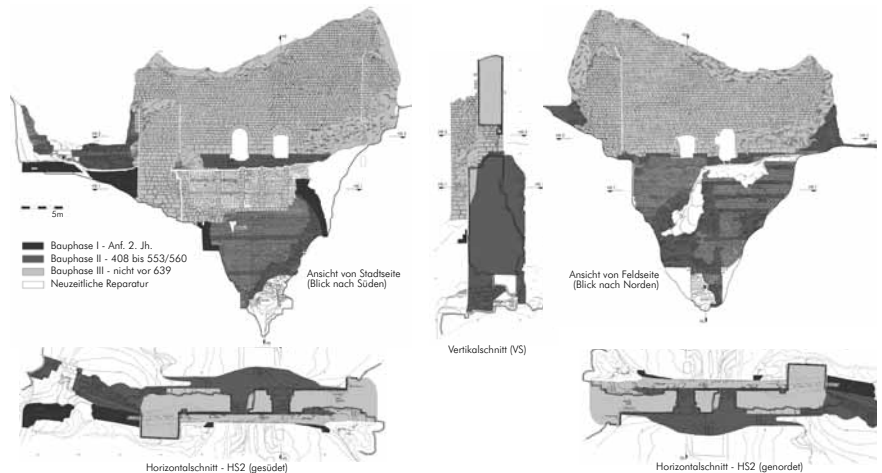 5m
Bauphase I - Anf. 2. Jh.
Bauphase II - 408 bis 553/560
Bauphase III - nicht vor 639
Neuzeitliche Reparatur
Ansicht von Stadtseite
(Blick nach Süden)
Vertikalschnitt (VS)
Ansicht von Feldseite
(Blick nach Norden)
Horizontalschnitt - HS2 (gesüdet)
Horizontalschnitt - HS2 (genordet)